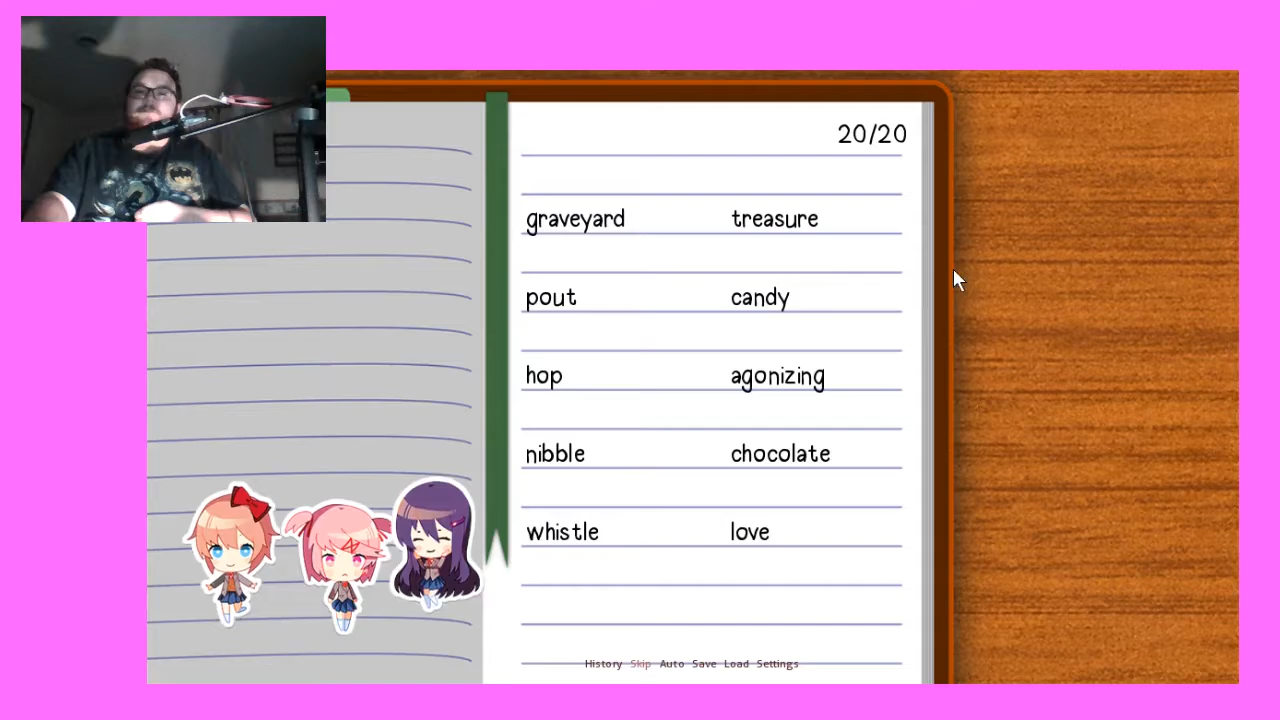 20/20
graveyard treasure
pout candy
hop agonizing
nibble chocolate
whistle love
History Skip Auto Save Load Settings